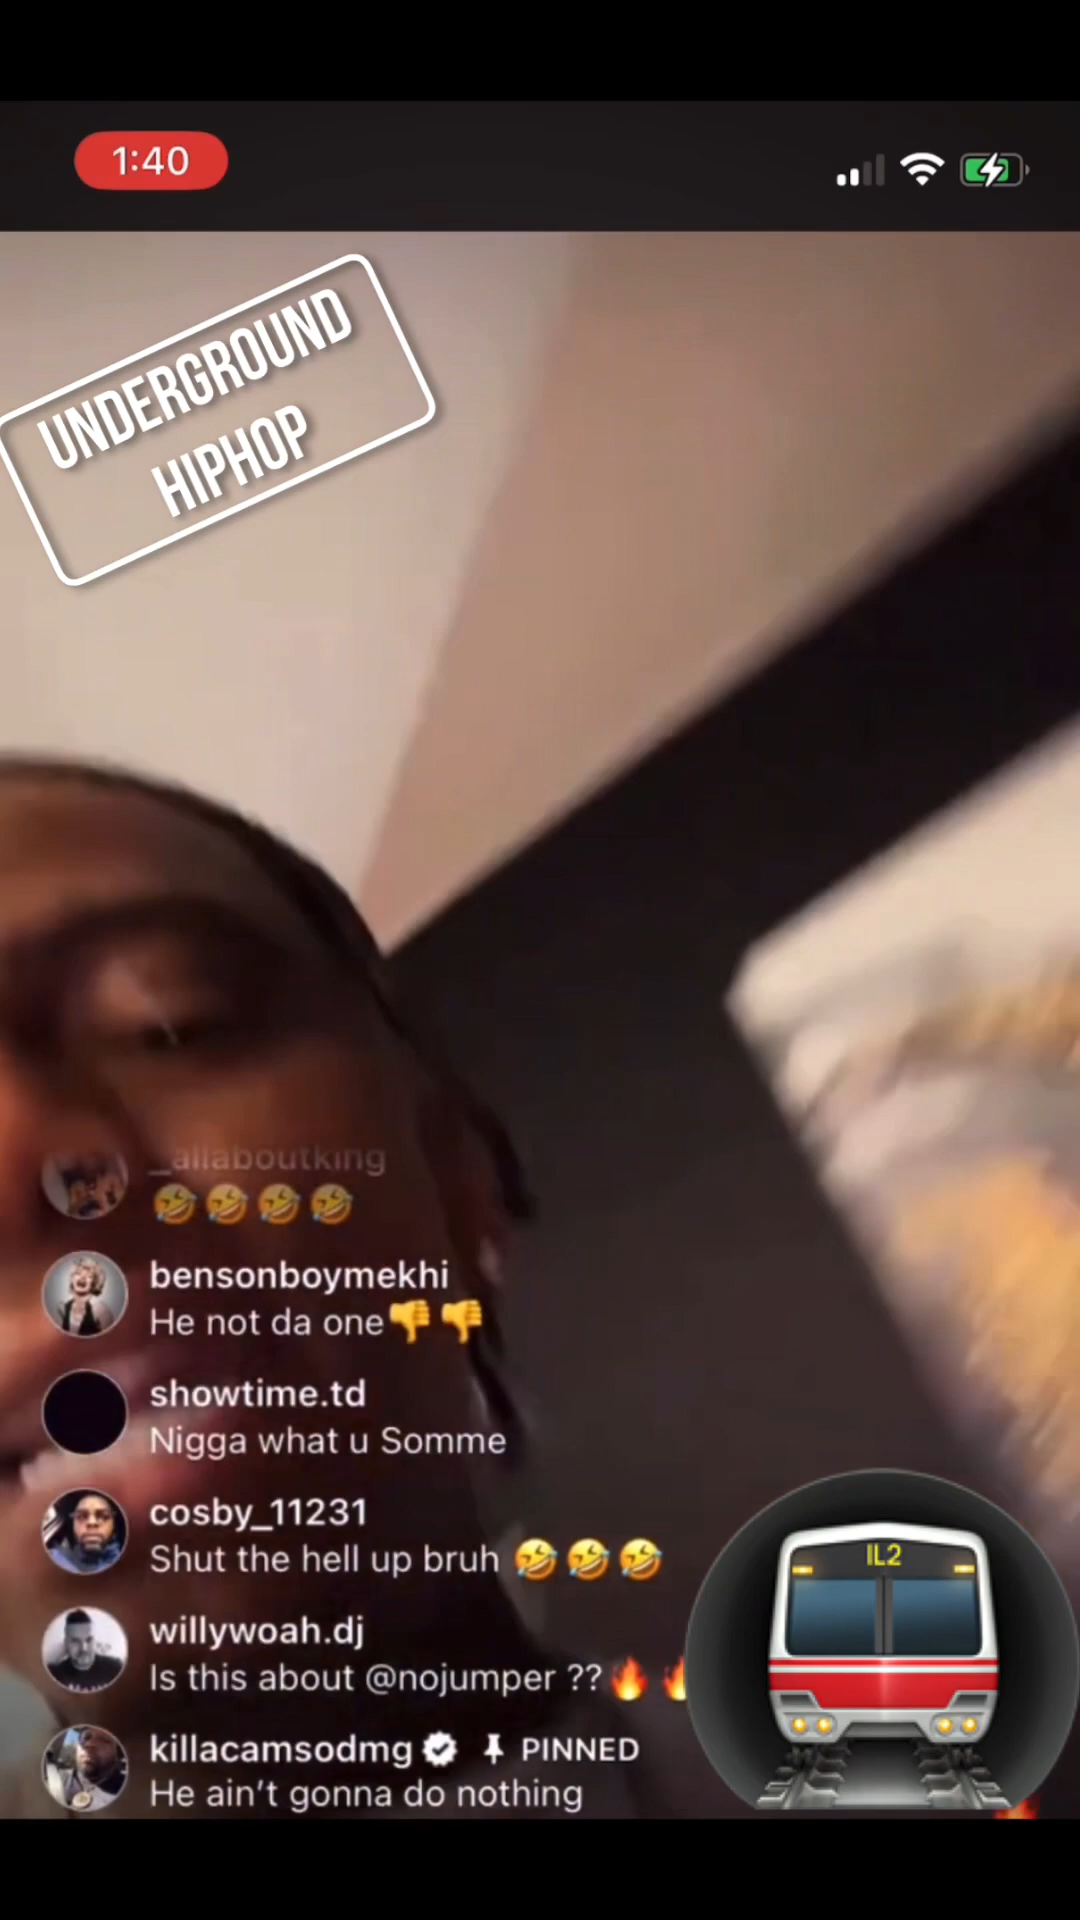 1:40
UNDERGROUND
HIPHOP
_allaboutking
🤣🤣🤣🤣
bensonboymekhi
He not da one👎👎
showtime.td
Nigga what u Somme
cosby_11231
Shut the hell up bruh 🤣🤣🤣
willywoah.dj
Is this about @nojumper ??🔥🔥
killacamsodmg PINNED
He ain't gonna do nothing
IL2